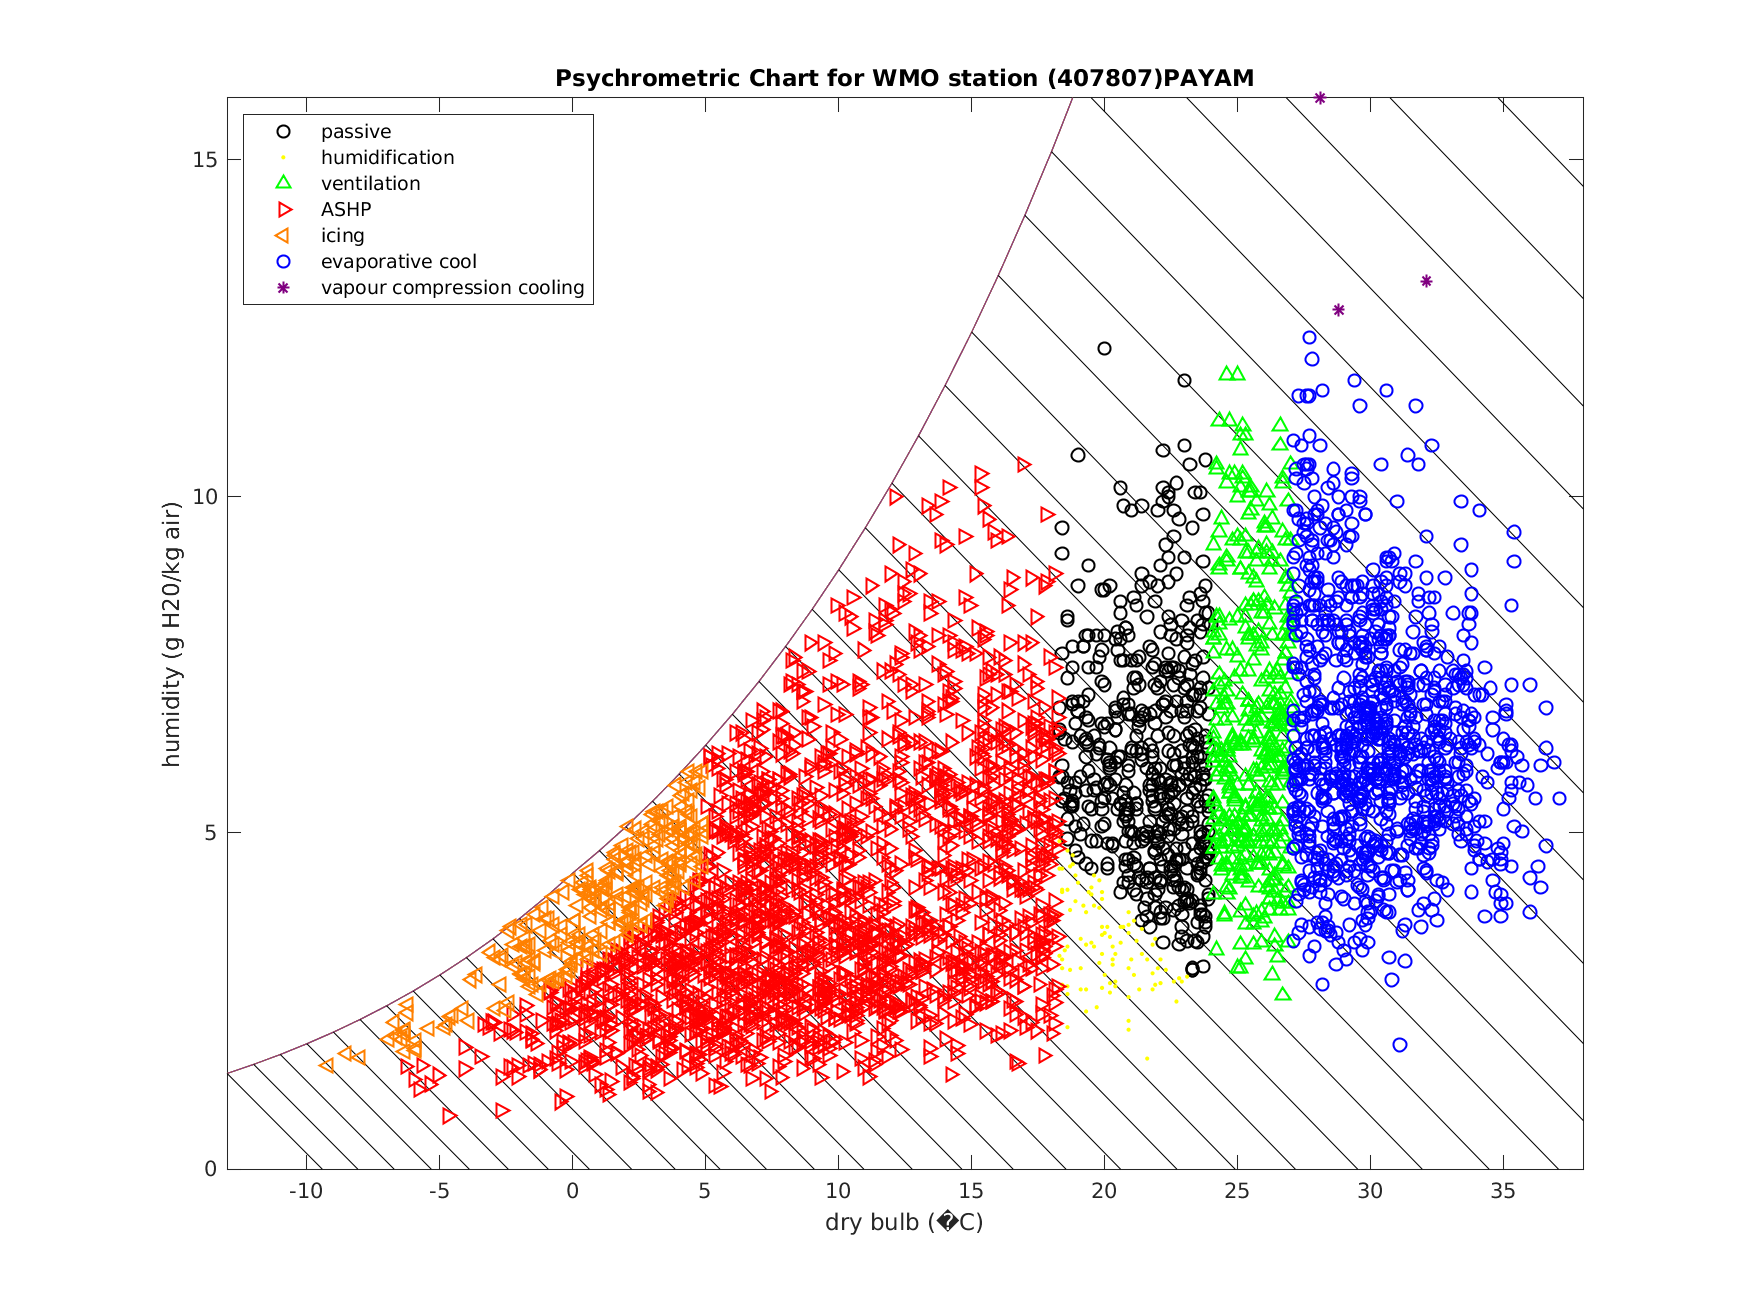 Psychrometric Chart for WMO station (407807)PAYAM
passive
humidification
ventilation
ASHP
icing
evaporative cool
vapour compression cooling
15
10
5
0
humidity (g H20/kg air)
-10 -5 0 5 10 15 20 25 30 35
dry bulb (�C)